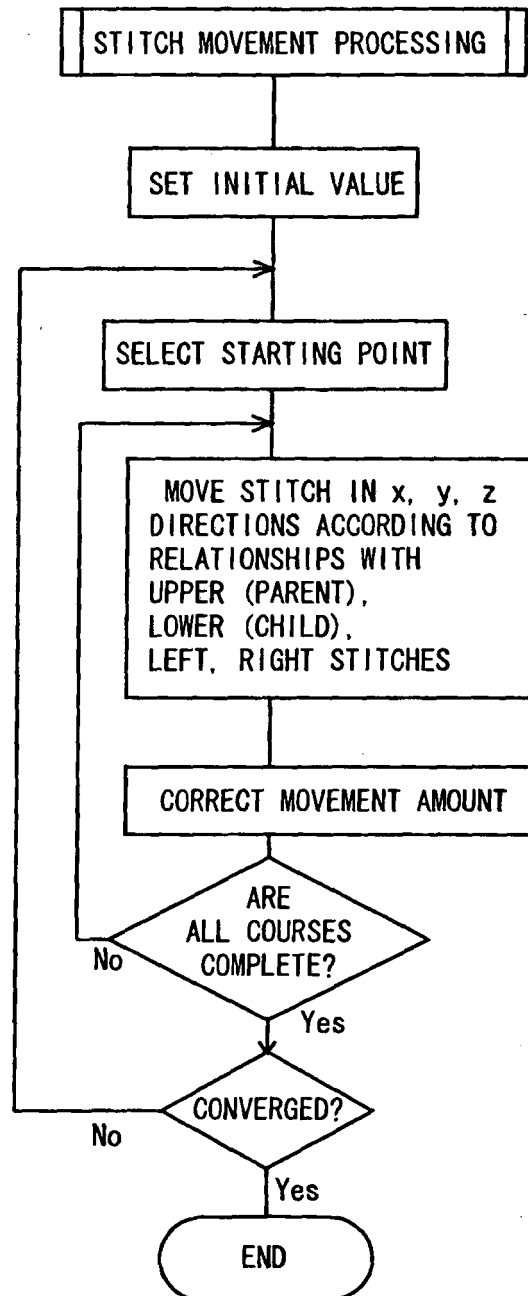 STITCH MOVEMENT PROCESSING
SET INITIAL VALUE
SELECT STARTING POINT
MOVE STITCH IN x, y, z
DIRECTIONS ACCORDING TO
RELATIONSHIPS WITH
UPPER (PARENT),
LOWER (CHILD),
LEFT, RIGHT STITCHES
CORRECT MOVEMENT AMOUNT
ARE
ALL COURSES
COMPLETE?
No
Yes
CONVERGED?
No
Yes
END